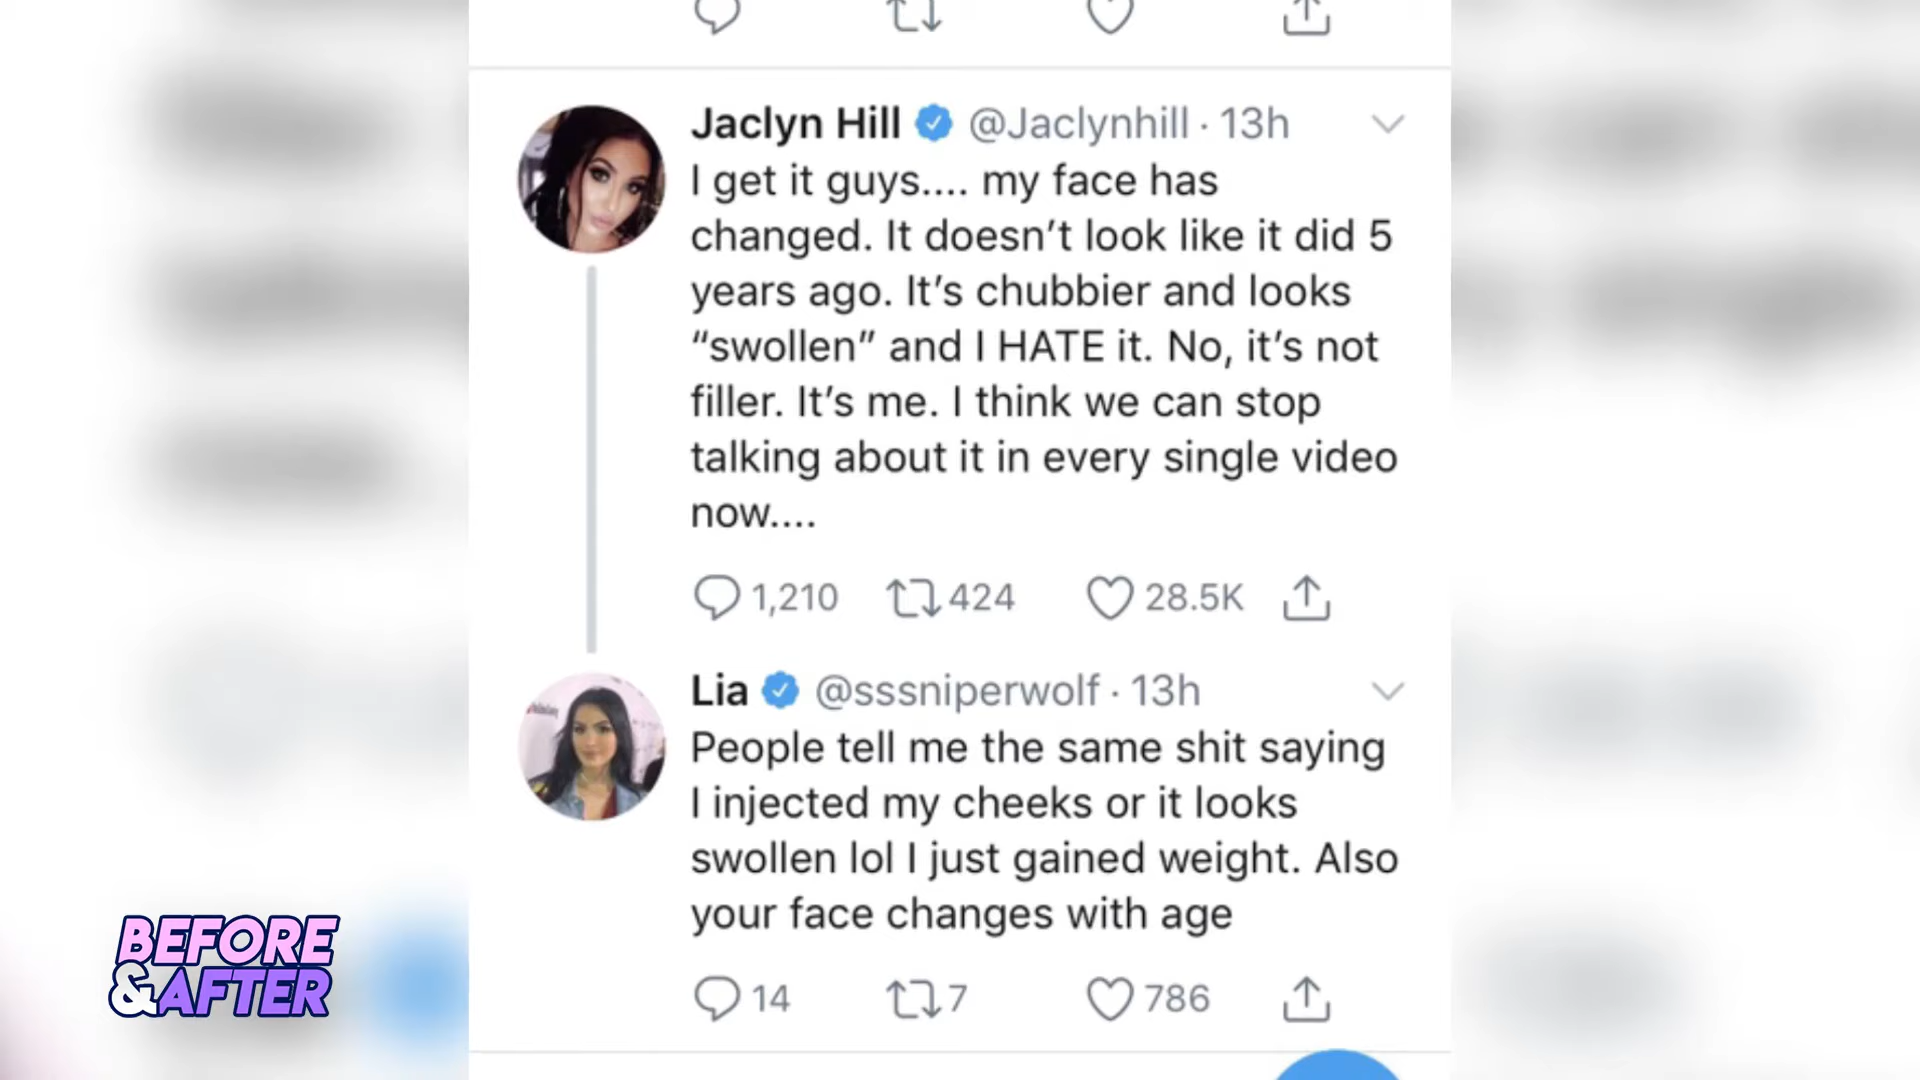 Jaclyn Hill @Jaclynhill · 13h
I get it guys.... my face has
changed. It doesn’t look like it did 5
years ago. It’s chubbier and looks
“swollen” and I HATE it. No, it’s not
filler. It’s me. I think we can stop
talking about it in every single video
now....
1,210 424 28.5K
Lia @sssniperwolf · 13h
People tell me the same shit saying
I injected my cheeks or it looks
swollen lol I just gained weight. Also
your face changes with age
14 7 786
BEFORE
&AFTER